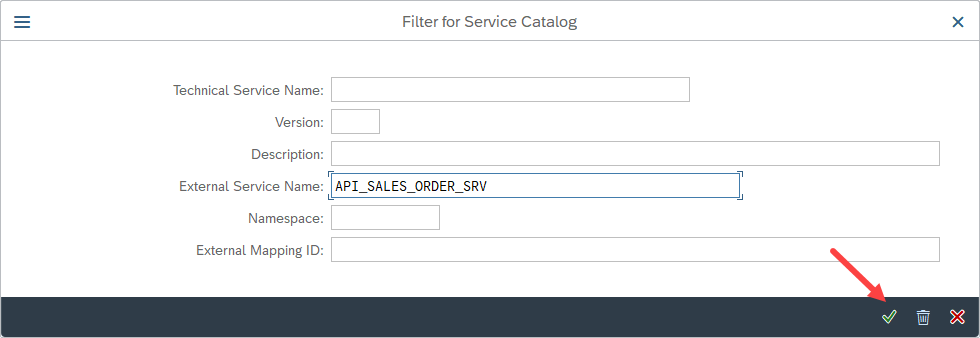 Filter for Service Catalog
Technical Service Name:
Version:
Description:
External Service Name: API_SALES_ORDER_SRV
Namespace:
External Mapping ID: